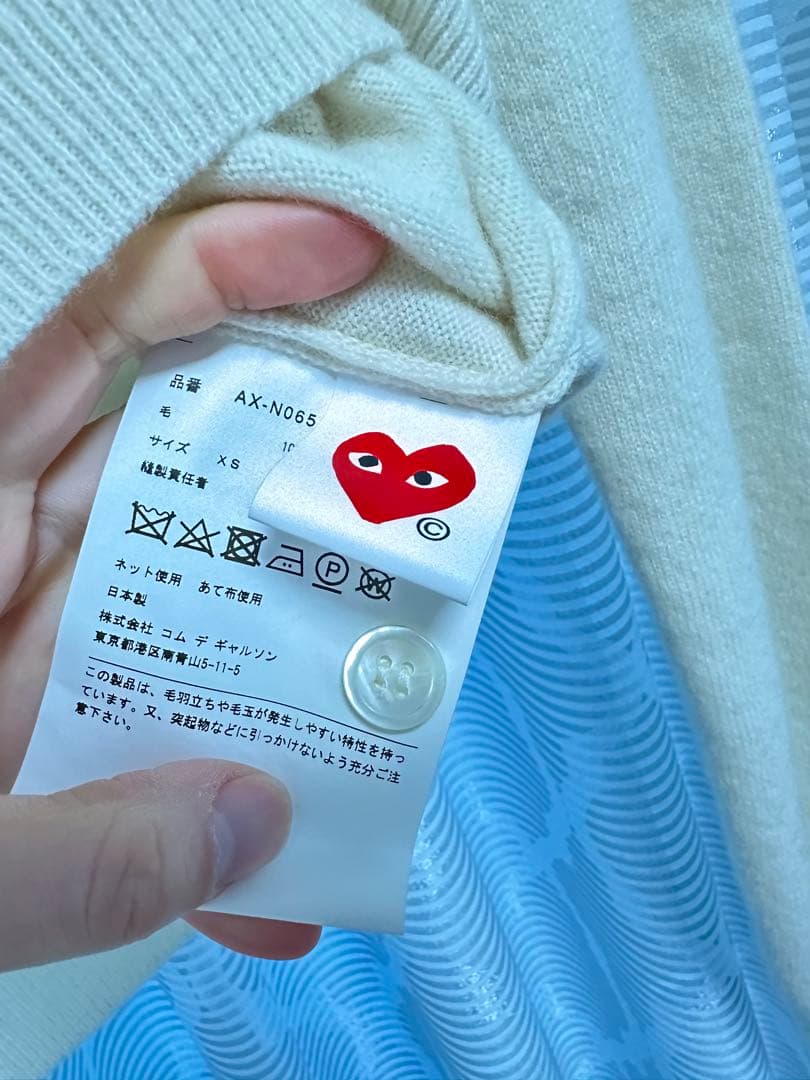 品番 AX-N065
毛 10
サイズ XS
縫製責任者
P
W
©
ネット使用 あて布使用
日本製
株式会社 コム デ ギャルソン
東京都港区南青山5-11-5
この製品は、毛羽立ちや毛玉が発生しやすい特性を持っ
ています。又、突起物などに引っかけないよう充分ご注
意下さい。